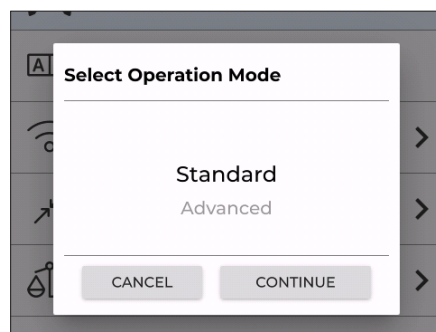 A
Select Operation Mode
Standard
Advanced
CANCEL
CONTINUE